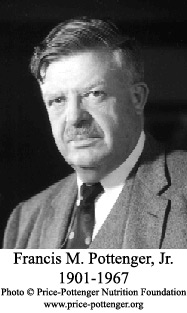 Francis M. Pottenger, Jr.
1901-1967
Photo © Price-Pottenger Nutrition Foundation
www.price-pottenger.org